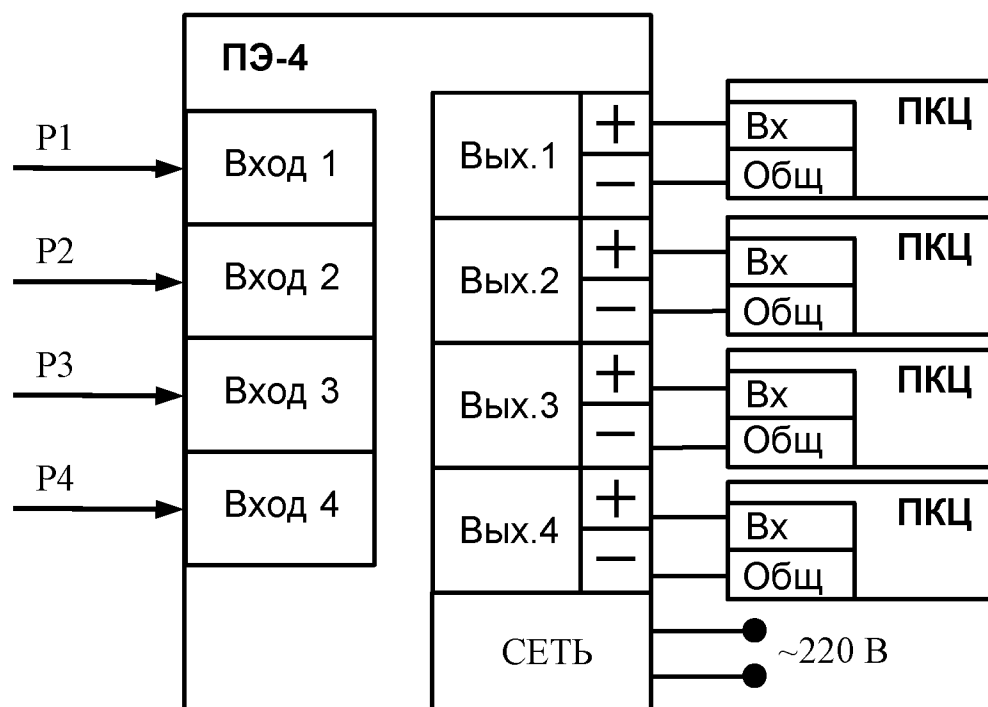 ПЭ-4
P1
Вход 1
P2
Вход 2
P3
Вход 3
P4
Вход 4
Вых.1
+
−
Вых.2
+
−
Вых.3
+
−
Вых.4
+
−
СЕТЬ
~220 В
ПКЦ
Вх
Общ
ПКЦ
Вх
Общ
ПКЦ
Вх
Общ
ПКЦ
Вх
Общ